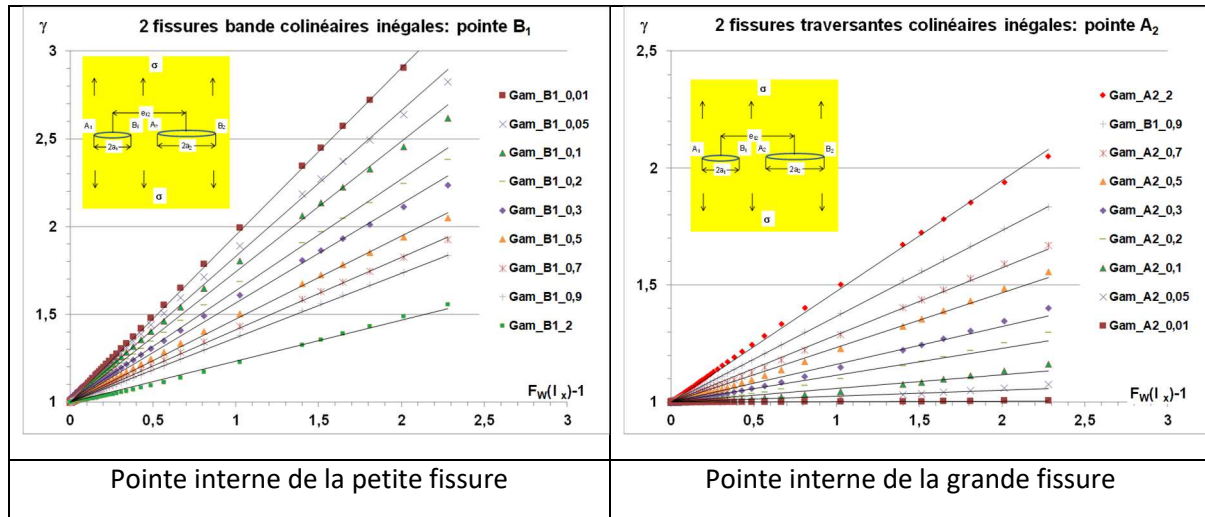 2 fissures bande colinéaires inégales: pointe B₁
γ
3
2,5
2
1,5
1
0
0,5
1
1,5
2
2,5
3
F_W(l_x)-1
σ
e₁₂
A₁
B₁
B₂
2a₁
2a₂
σ
Gam_B1_0,01
Gam_B1_0,05
Gam_B1_0,1
Gam_B1_0,2
Gam_B1_0,3
Gam_B1_0,5
Gam_B1_0,7
Gam_B1_0,9
Gam_B1_2
Pointe interne de la petite fissure
2 fissures traversantes colinéaires inégales: pointe A₂
γ
2,5
2
1,5
1
0
0,5
1
1,5
2
2,5
3
F_W(l_x)-1
σ
e₁₂
A₁
B₁
A₂
B₂
2a₁
2a₂
σ
Gam_A2_2
Gam_B1_0,9
Gam_A2_0,7
Gam_A2_0,5
Gam_A2_0,3
Gam_A2_0,2
Gam_A2_0,1
Gam_A2_0,05
Gam_A2_0,01
Pointe interne de la grande fissure